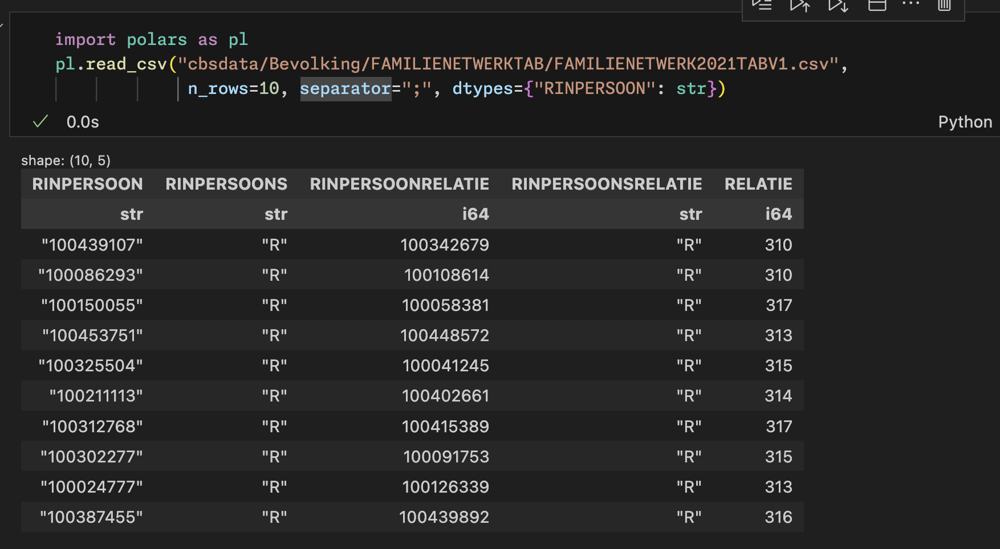 import polars as pl
pl.read_csv("cbsdata/Bevolking/FAMILIENETWERKTAB/FAMILIENETWERK2021TABV1.csv",
n_rows=10, separator=";", dtypes={"RINPERSOON": str})
0.0s
Python
shape: (10, 5)
RINPERSOON RINPERSOONS RINPERSOONRELATIE RINPERSOONSRELATIE RELATIE
str str i64 str i64
"100439107" "R" 100342679 "R" 310
"100086293" "R" 100108614 "R" 310
"100150055" "R" 100058381 "R" 317
"100453751" "R" 100448572 "R" 313
"100325504" "R" 100041245 "R" 315
"100211113" "R" 100402661 "R" 314
"100312768" "R" 100415389 "R" 317
"100302277" "R" 100091753 "R" 315
"100024777" "R" 100126339 "R" 313
"100387455" "R" 100439892 "R" 316